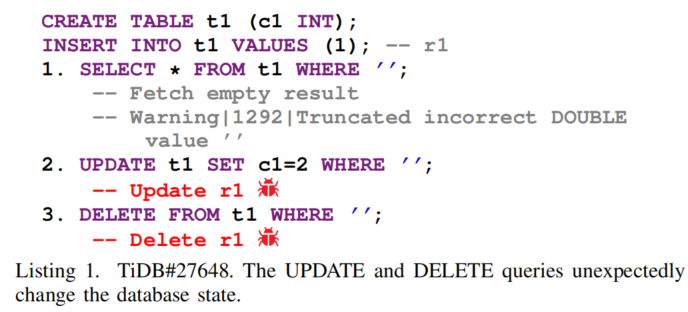 CREATE TABLE t1 (c1 INT);
INSERT INTO t1 VALUES (1); -- r1
1. SELECT * FROM t1 WHERE '';
-- Fetch empty result
-- Warning|1292|Truncated incorrect DOUBLE
value ''
2. UPDATE t1 SET c1=2 WHERE '';
-- Update r1
3. DELETE FROM t1 WHERE '';
-- Delete r1
Listing 1. TiDB#27648. The UPDATE and DELETE queries unexpectedly
change the database state.